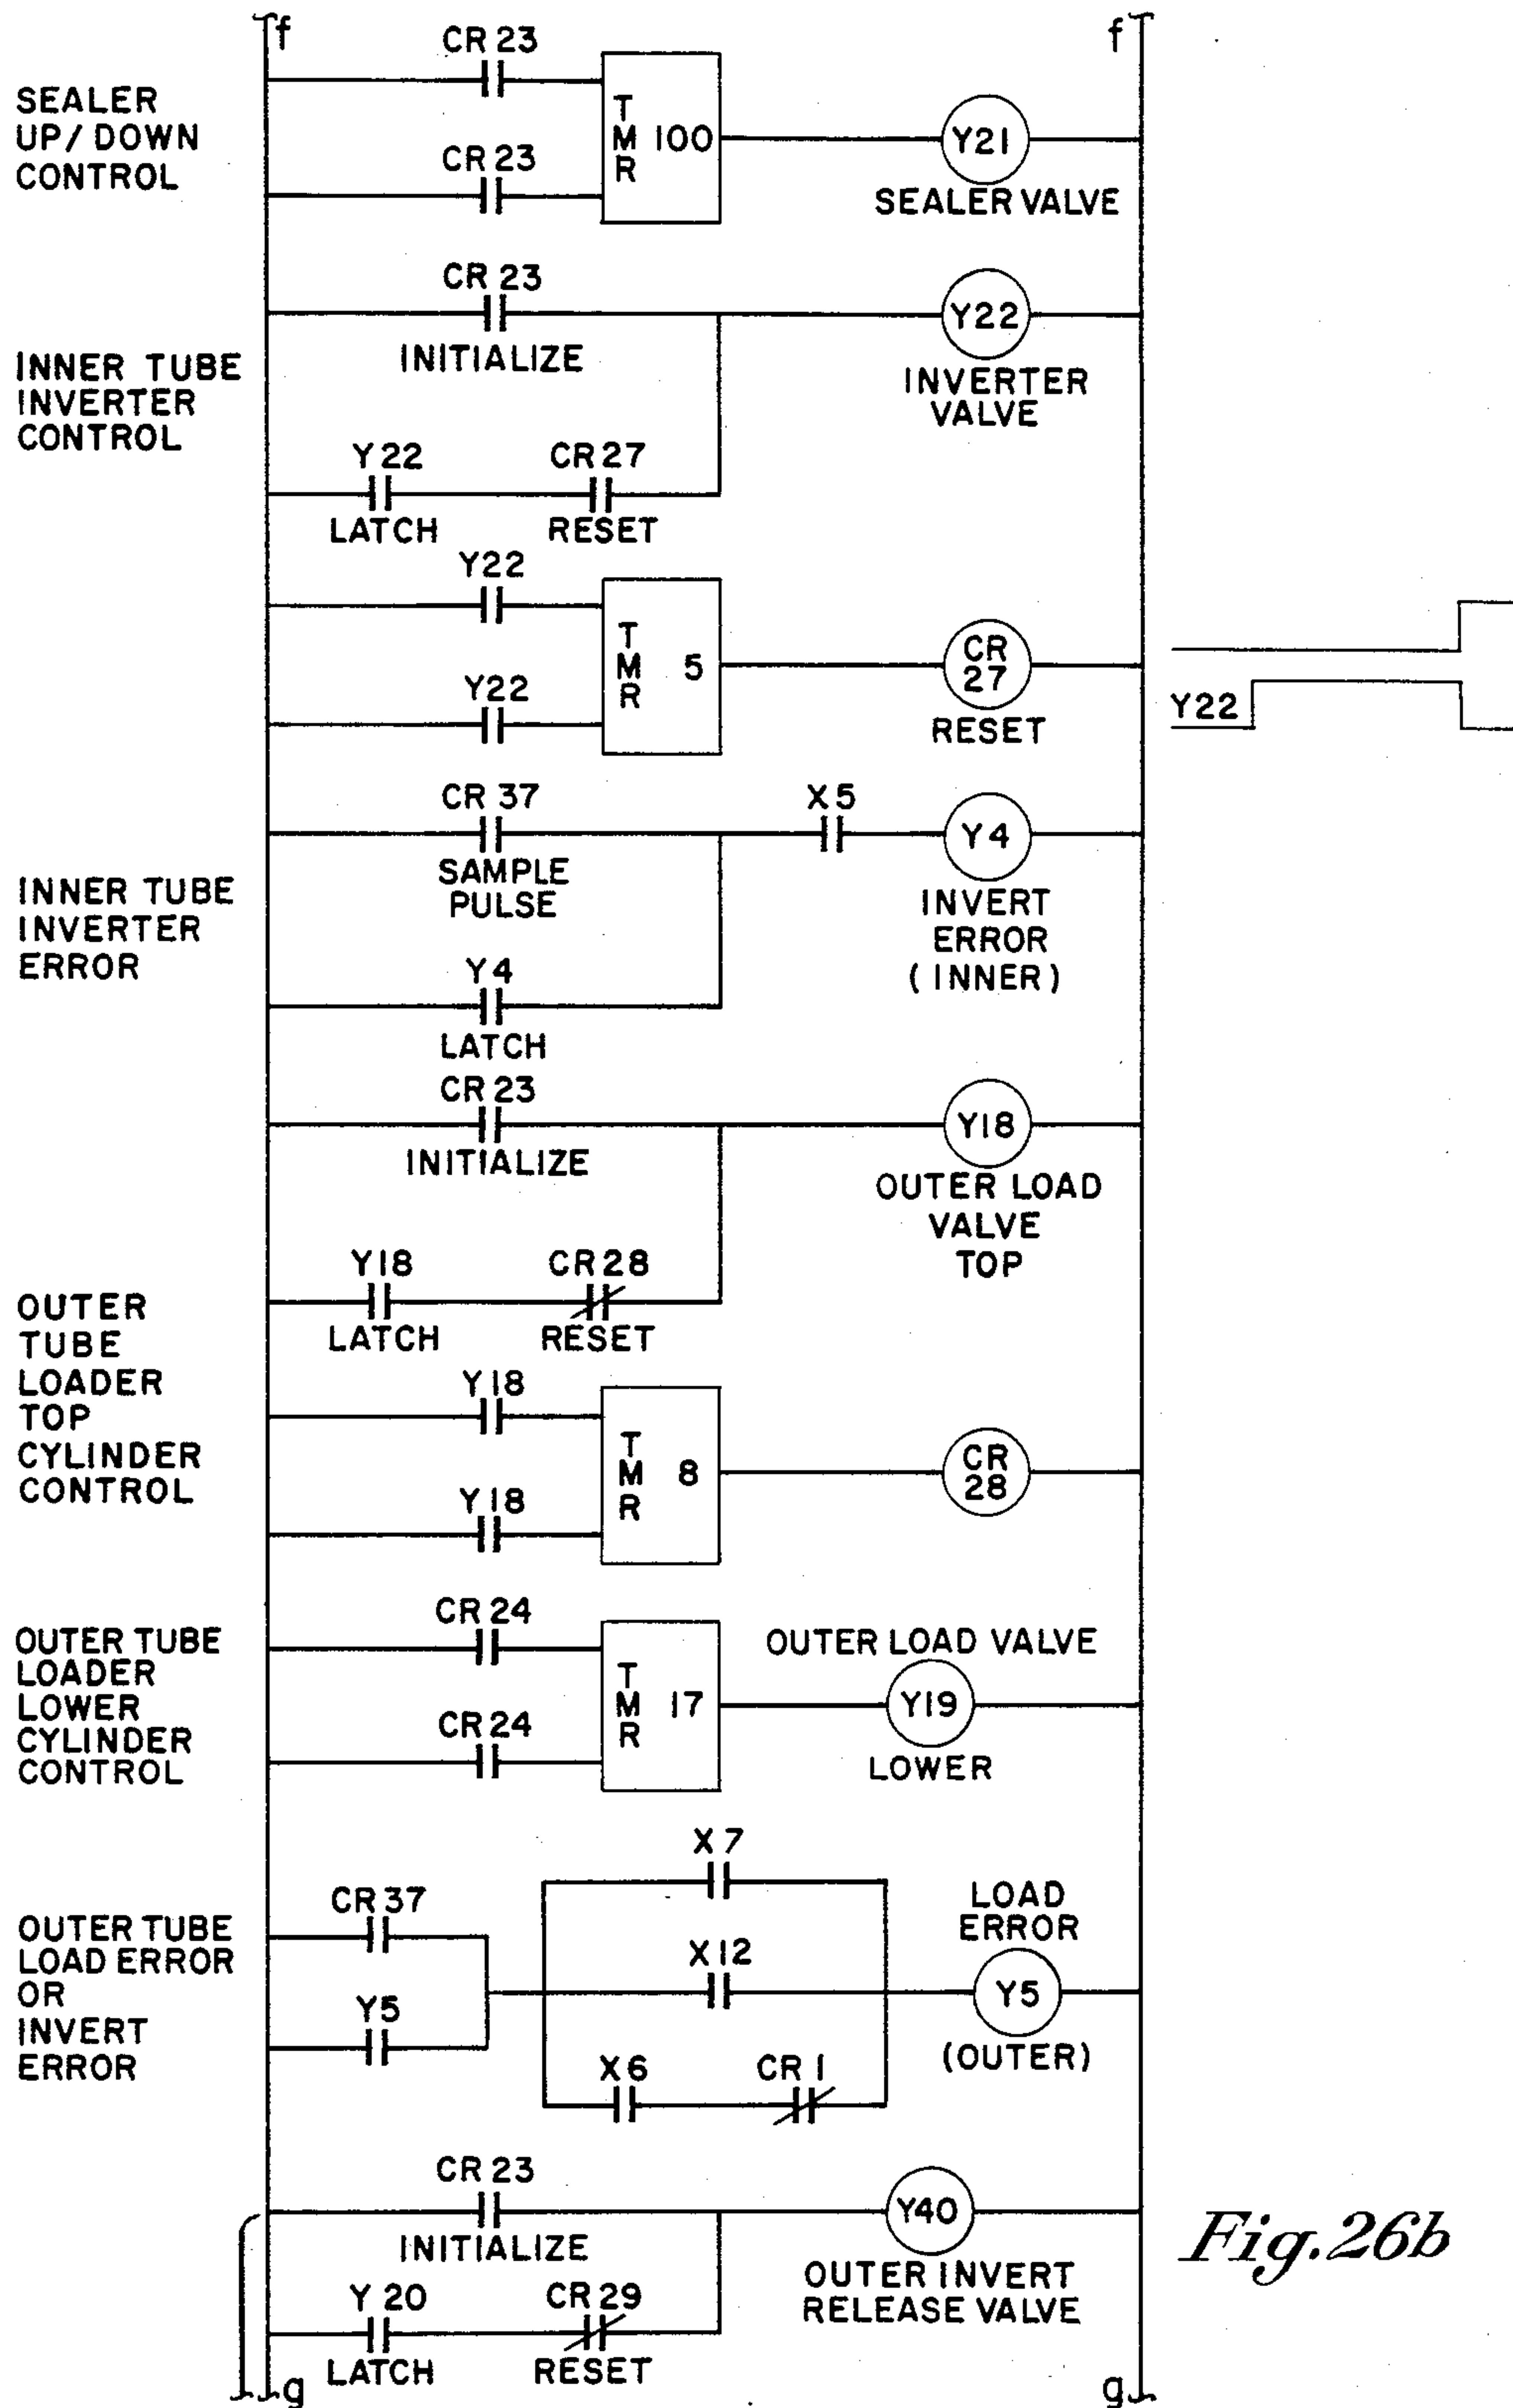 f
f
CR 23
SEALER
UP/DOWN
CONTROL
TMR 100
Y21
CR 23
SEALER VALVE
CR 23
Y22
INITIALIZE
INNER TUBE
INVERTER
CONTROL
INVERTER
VALVE
Y 22
CR 27
LATCH
RESET
Y22
TMR 5
CR
27
Y22
RESET
Y22
CR 37
X 5
Y 4
SAMPLE
PULSE
INNER TUBE
INVERTER
ERROR
INVERT
ERROR
( INNER )
Y 4
LATCH
CR 23
Y18
INITIALIZE
OUTER LOAD
VALVE
TOP
Y18
CR 28
LATCH
RESET
OUTER
TUBE
LOADER
TOP
CYLINDER
CONTROL
Y 18
TMR 8
CR
28
Y 18
CR 24
OUTER TUBE
LOADER
LOWER
CYLINDER
CONTROL
TMR 17
OUTER LOAD VALVE
Y19
CR 24
LOWER
X 7
CR 37
LOAD
ERROR
OUTER TUBE
LOAD ERROR
OR
INVERT
ERROR
X 12
Y5
Y5
(OUTER)
X 6
CR 1
CR 23
Y40
INITIALIZE
OUTER INVERT
RELEASE VALVE
Y 20
CR 29
LATCH
RESET
g
g
Fig.26b